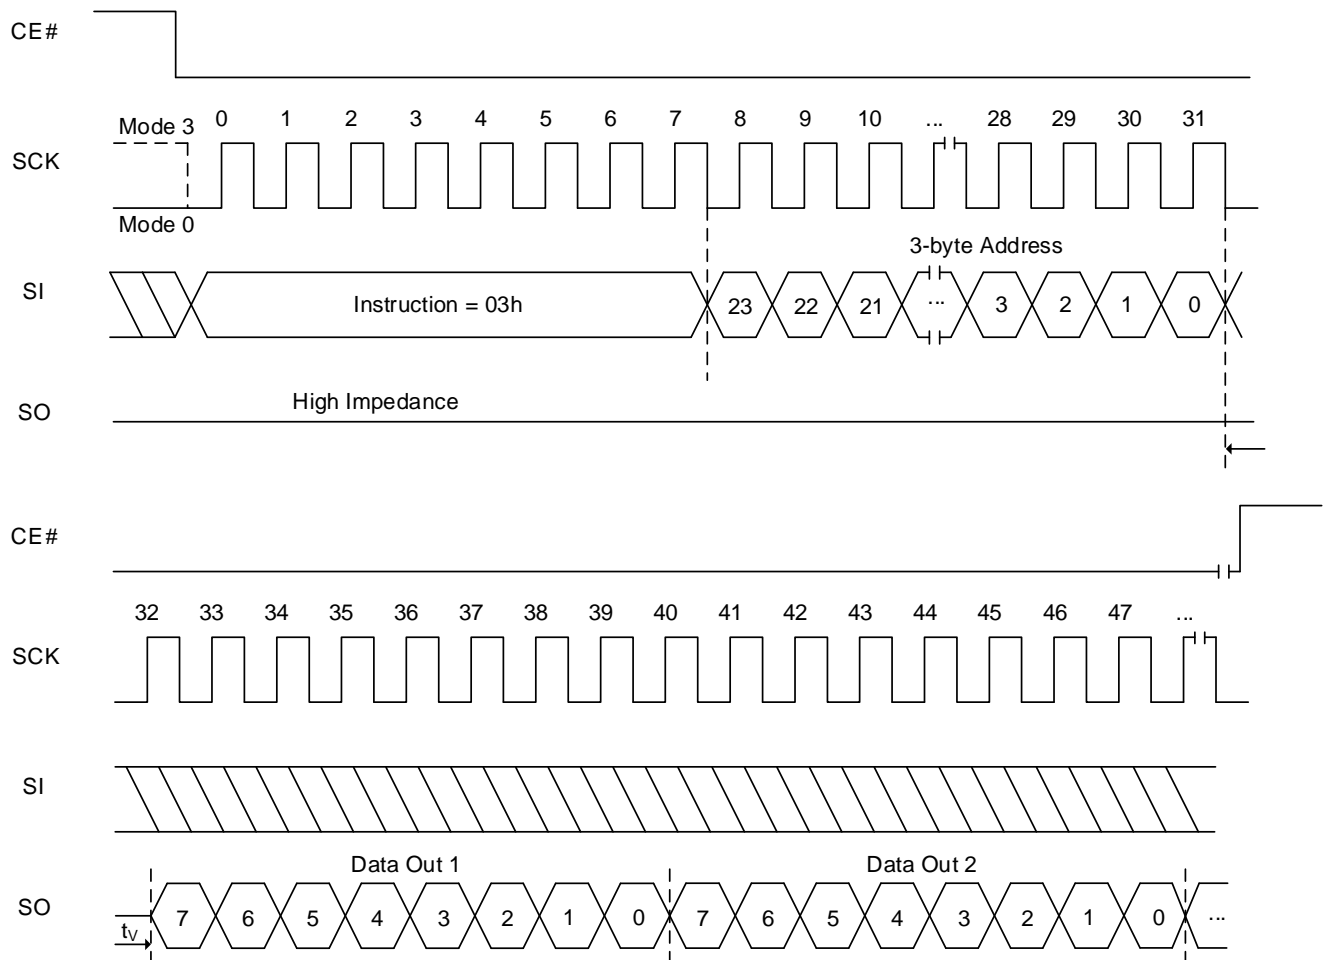 CE#
Mode 3 0 1 2 3 4 5 6 7 8 9 10 ... 28 29 30 31
SCK
Mode 0
3-byte Address
SI Instruction = 03h 23 22 21 ... 3 2 1 0
High Impedance
SO
CE#
32 33 34 35 36 37 38 39 40 41 42 43 44 45 46 47 ...
SCK
SI
Data Out 1 Data Out 2
SO 7 6 5 4 3 2 1 0 7 6 5 4 3 2 1 0 ...
tV